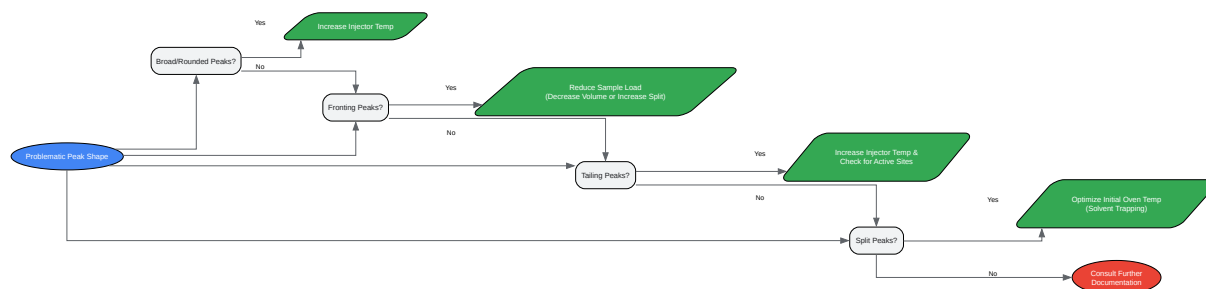 Yes
Increase Injector Temp
Broad/Rounded Peaks?
No
Reduce Sample Load
(Decrease Volume or Increase Split)
Yes
Fronting Peaks?
No
Problematic Peak Shape
Increase Injector Temp &
Check for Active Sites
Yes
Tailing Peaks?
No
Optimize Initial Oven Temp
(Solvent Trapping)
Yes
Split Peaks?
No
Consult Further
Documentation